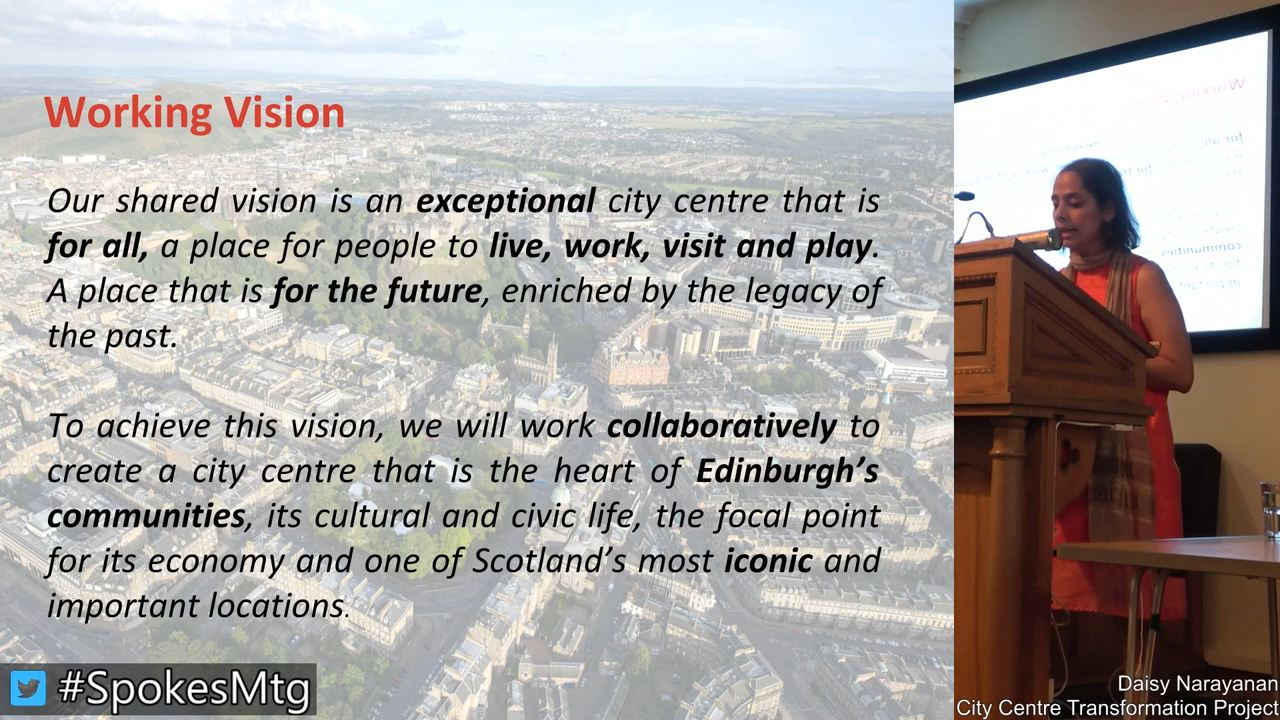 Working Vision
Our shared vision is an exceptional city centre that is
for all, a place for people to live, work, visit and play.
A place that is for the future, enriched by the legacy of
the past.
To achieve this vision, we will work collaboratively to
create a city centre that is the heart of Edinburgh's
communities, its cultural and civic life, the focal point
for its economy and one of Scotland's most iconic and
important locations.
#SpokesMtg
for all
communities
important
Daisy Narayanan
City Centre Transformation Project